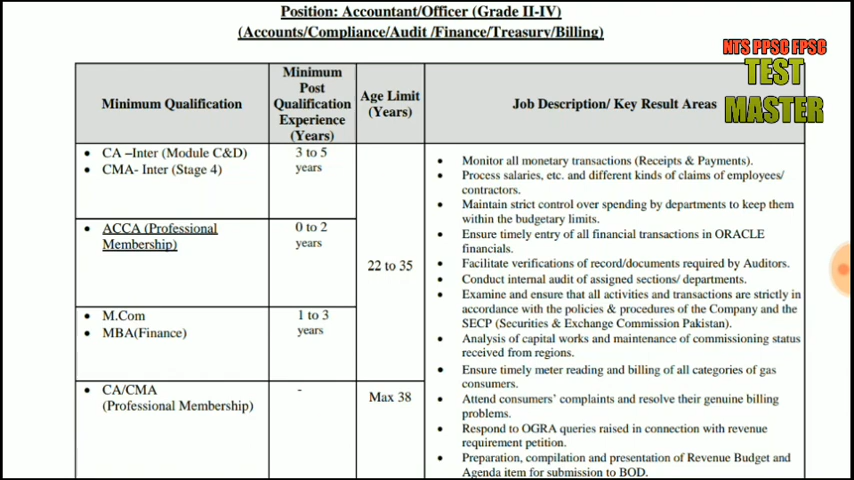 Position: Accountant/Officer (Grade II-IV)
(Accounts/Compliance/Audit /Finance/Treasury/Billing)
NTS PPSC FPSC
TEST
MASTER
Minimum Qualification
Minimum
Post
Qualification
Experience
(Years)
Age Limit
(Years)
Job Description/ Key Result Areas
• CA –Inter (Module C&D)
• CMA- Inter (Stage 4)
3 to 5
years
• ACCA (Professional
Membership)
0 to 2
years
• M.Com
• MBA(Finance)
1 to 3
years
22 to 35
• CA/CMA
(Professional Membership)
-
Max 38
• Monitor all monetary transactions (Receipts & Payments).
• Process salaries, etc. and different kinds of claims of employees/
contractors.
• Maintain strict control over spending by departments to keep them
within the budgetary limits.
• Ensure timely entry of all financial transactions in ORACLE
financials.
• Facilitate verifications of record/documents required by Auditors.
• Conduct internal audit of assigned sections/ departments.
• Examine and ensure that all activities and transactions are strictly in
accordance with the policies & procedures of the Company and the
SECP (Securities & Exchange Commission Pakistan).
• Analysis of capital works and maintenance of commissioning status
received from regions.
• Ensure timely meter reading and billing of all categories of gas
consumers.
• Attend consumers' complaints and resolve their genuine billing
problems.
• Respond to OGRA queries raised in connection with revenue
requirement petition.
• Preparation, compilation and presentation of Revenue Budget and
Agenda item for submission to BOD.